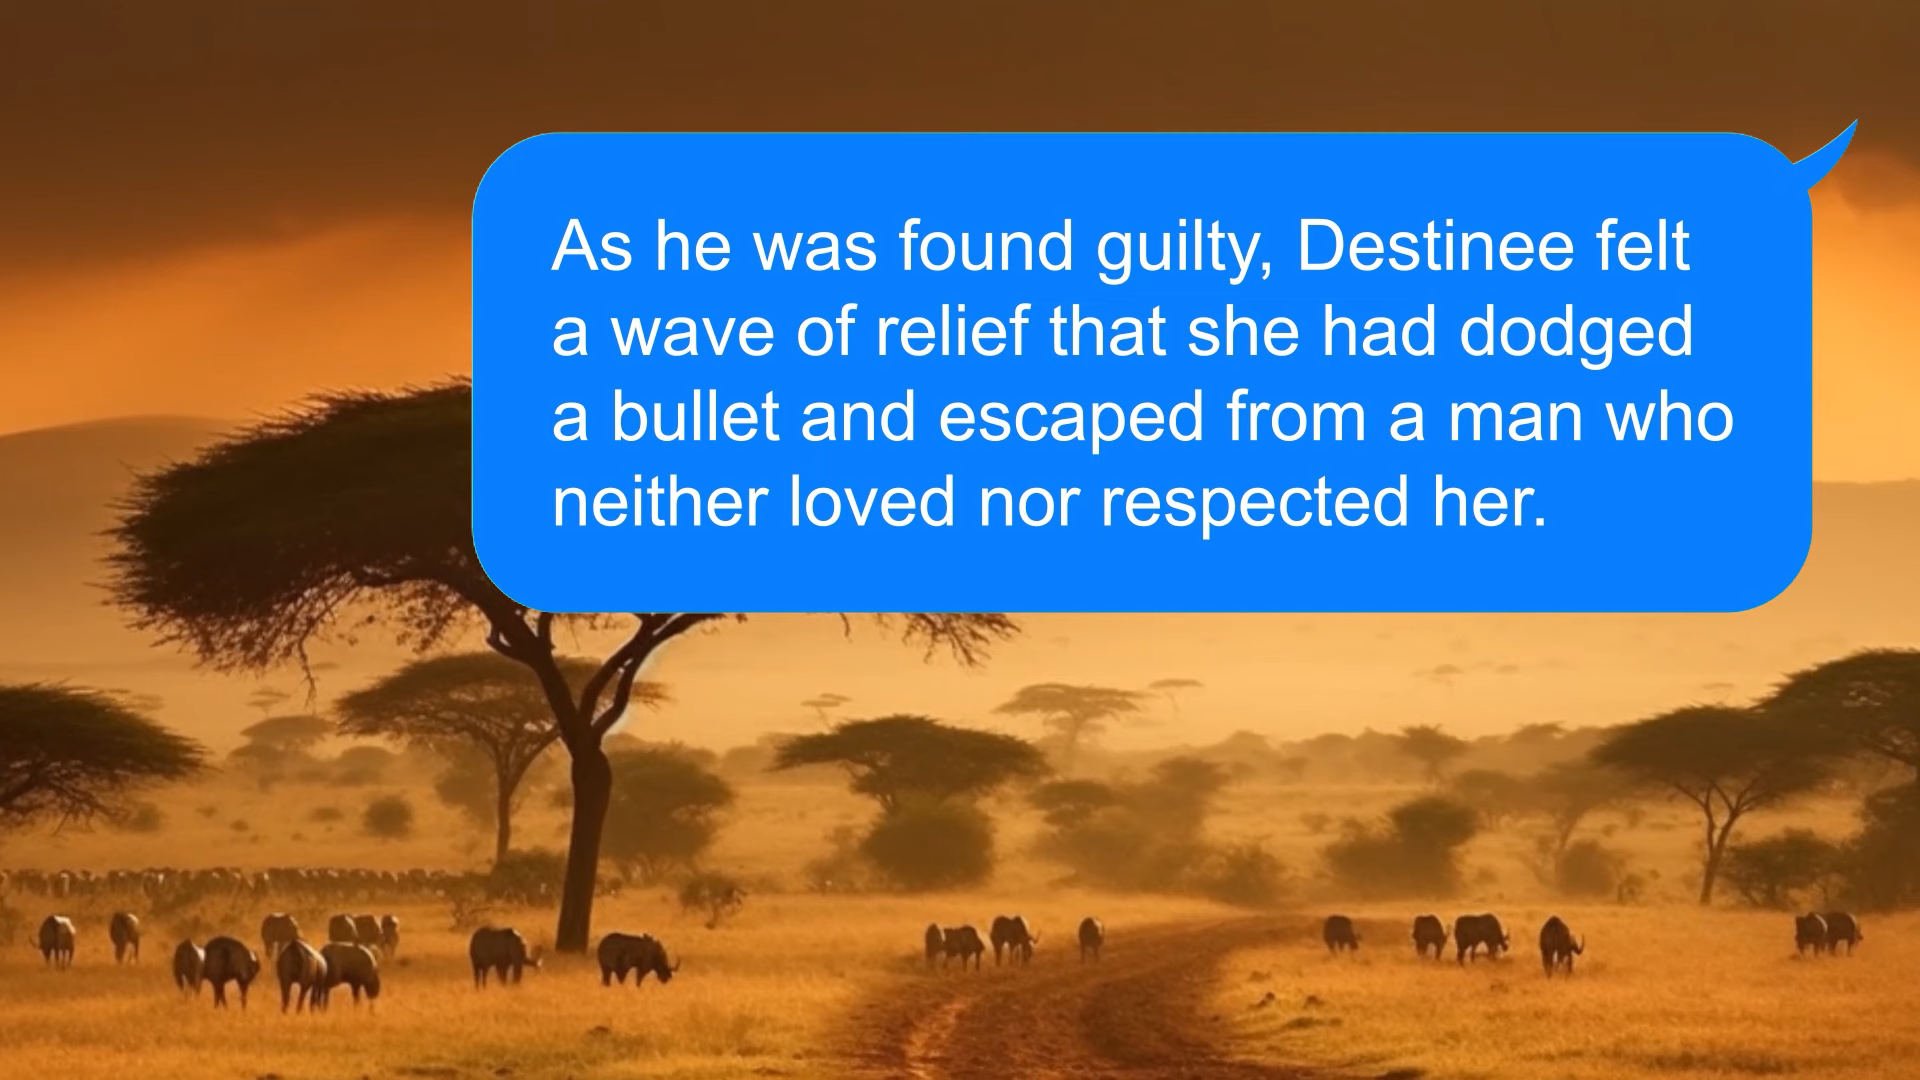 As he was found guilty, Destinee felt
a wave of relief that she had dodged
a bullet and escaped from a man who
neither loved nor respected her.